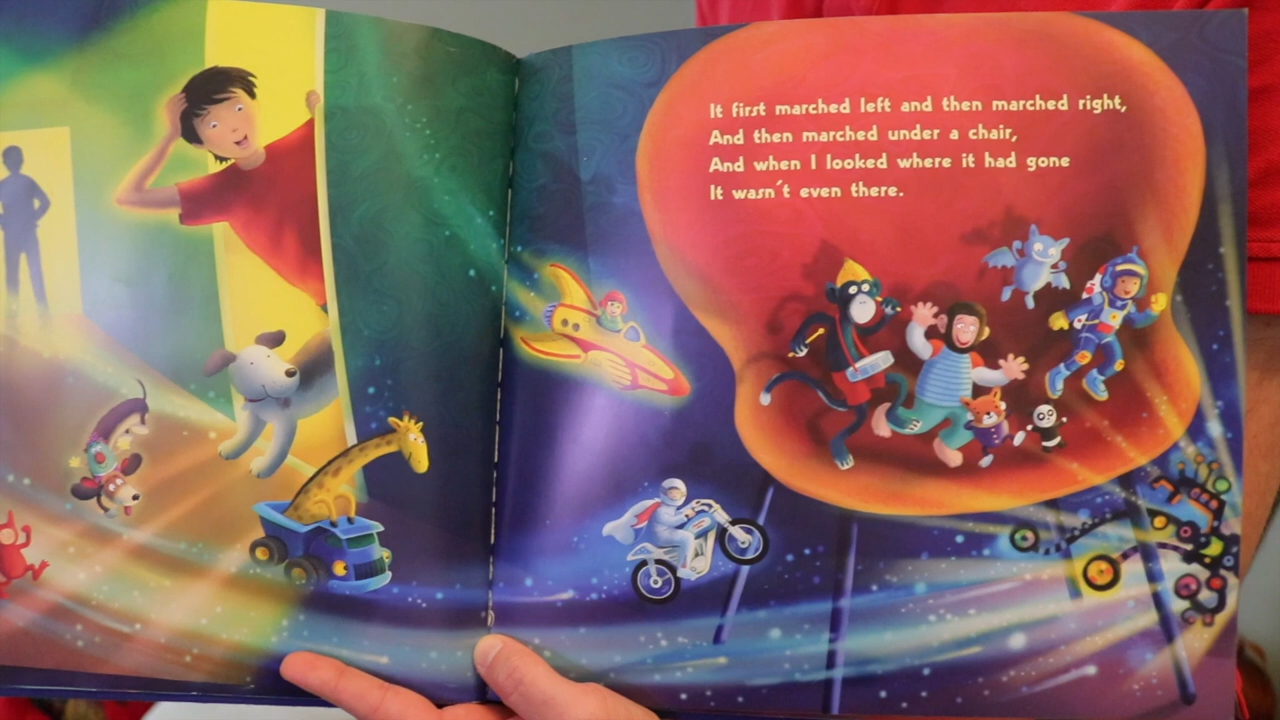 It first marched left and then marched right,
And then marched under a chair,
And when I looked where it had gone
It wasn't even there.